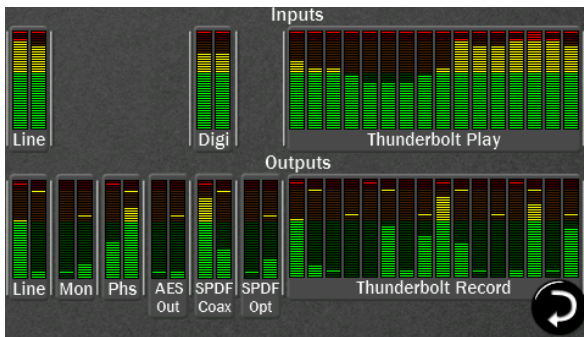 Inputs
Line Digi Thunderbolt Play
Outputs
Line Mon Phs AES Out SPDF Coax SPDF Opt Thunderbolt Record